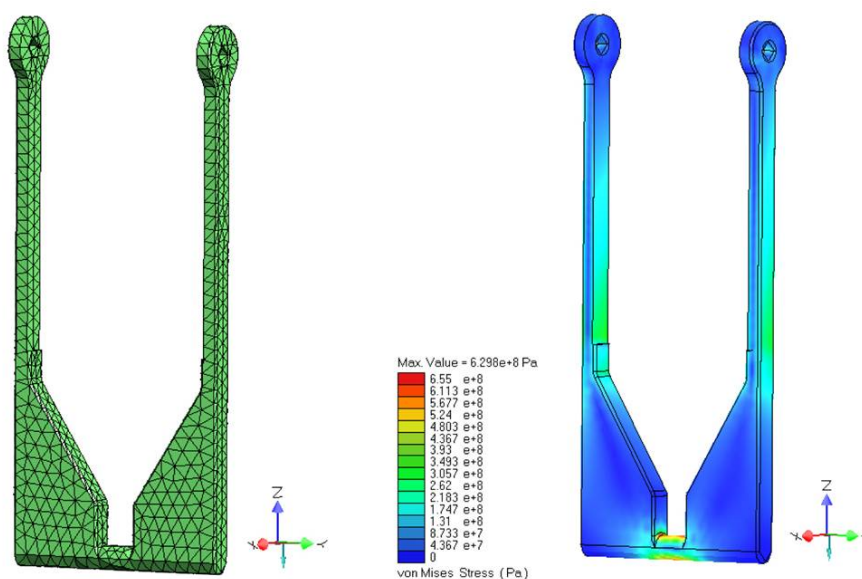 Z
X
Y
Max. Value = 6.298e+8 Pa
6.55 e+8
6.113 e+8
5.677 e+8
5.24 e+8
4.803 e+8
4.367 e+8
3.93 e+8
3.493 e+8
3.057 e+8
2.62 e+8
2.183 e+8
1.747 e+8
1.31 e+8
8.733 e+7
4.367 e+7
0
von Mises Stress (Pa)
Z
X